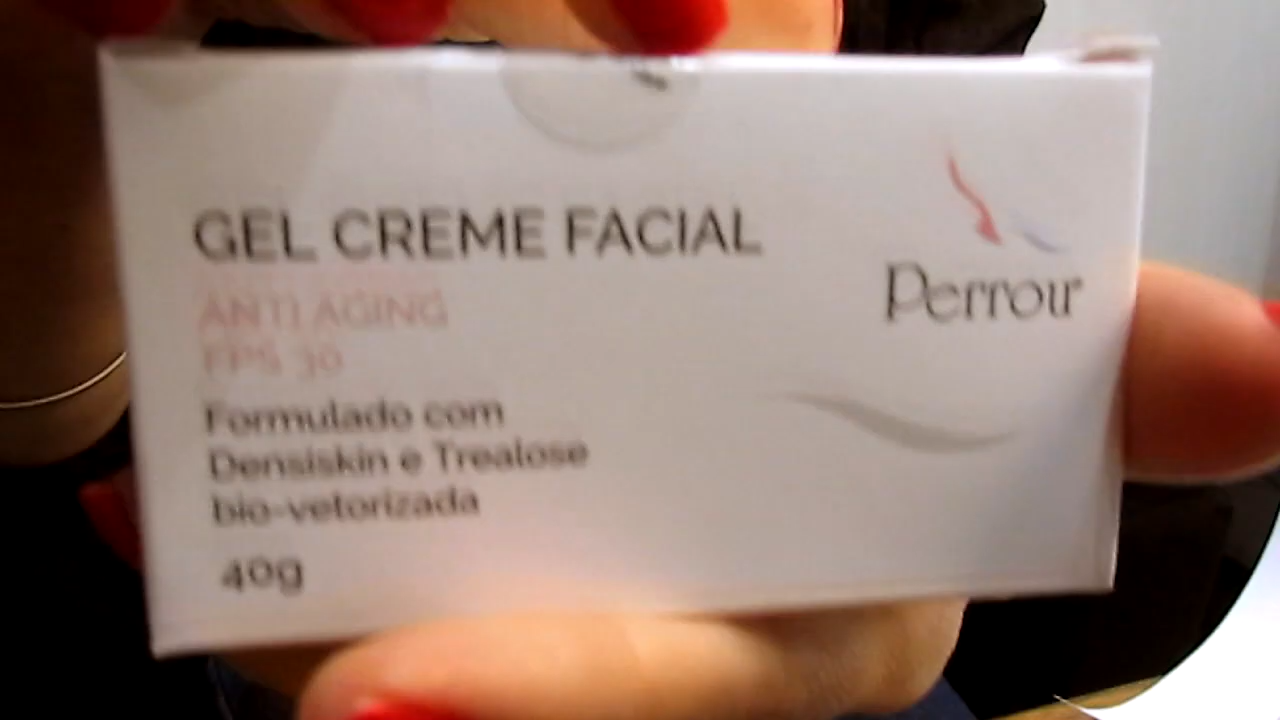 GEL CREME FACIAL
ANTI AGING
FPS 30
Formulado com
Densiskin e Trealose
bio-vetorizada
40g
Perrour